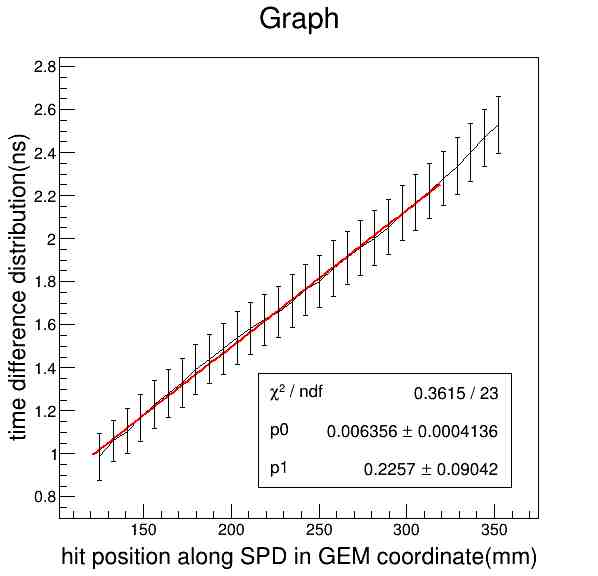 Graph
time difference distribution(ns)
2.8
2.6
2.4
2.2
2
1.8
1.6
1.4
1.2
1
0.8
χ² / ndf 0.3615 / 23
p0 0.006356 ± 0.0004136
p1 0.2257 ± 0.09042
150 200 250 300 350
hit position along SPD in GEM coordinate(mm)